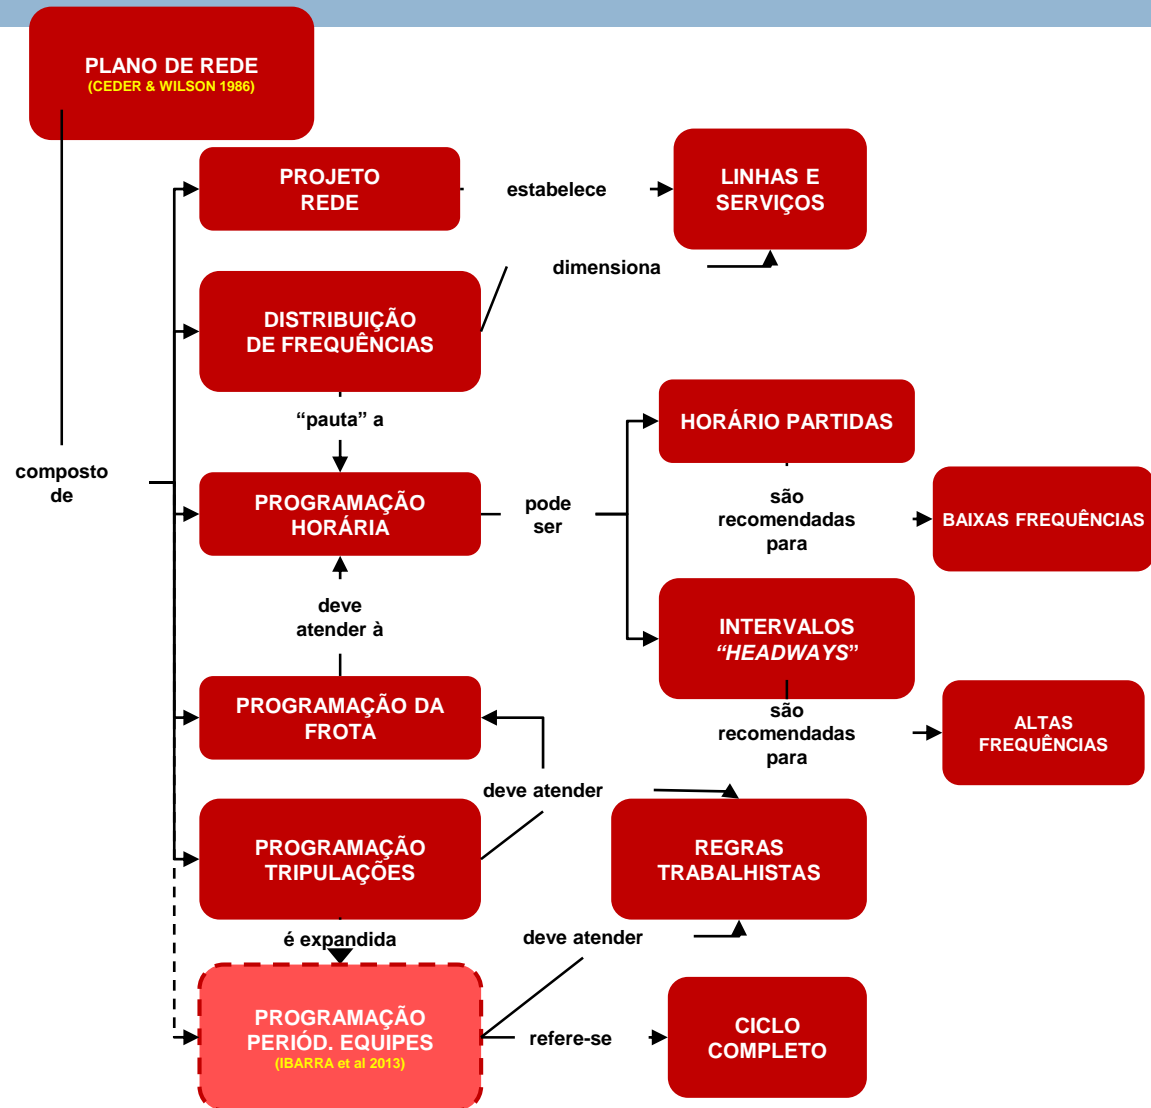 PLANO DE REDE
(CEDER & WILSON 1986)
PROJETO
REDE
estabelece
LINHAS E
SERVIÇOS
dimensiona
DISTRIBUIÇÃO
DE FREQUÊNCIAS
“pauta” a
HORÁRIO PARTIDAS
composto
de
PROGRAMAÇÃO
HORÁRIA
pode
ser
são
recomendadas
para
BAIXAS FREQUÊNCIAS
deve
atender à
INTERVALOS
“HEADWAYS”
PROGRAMAÇÃO DA
FROTA
são
recomendadas
para
ALTAS
FREQUÊNCIAS
deve atender
PROGRAMAÇÃO
TRIPULAÇÕES
REGRAS
TRABALHISTAS
é expandida
deve atender
PROGRAMAÇÃO
PERIÓD. EQUIPES
(IBARRA et al 2013)
refere-se
CICLO
COMPLETO